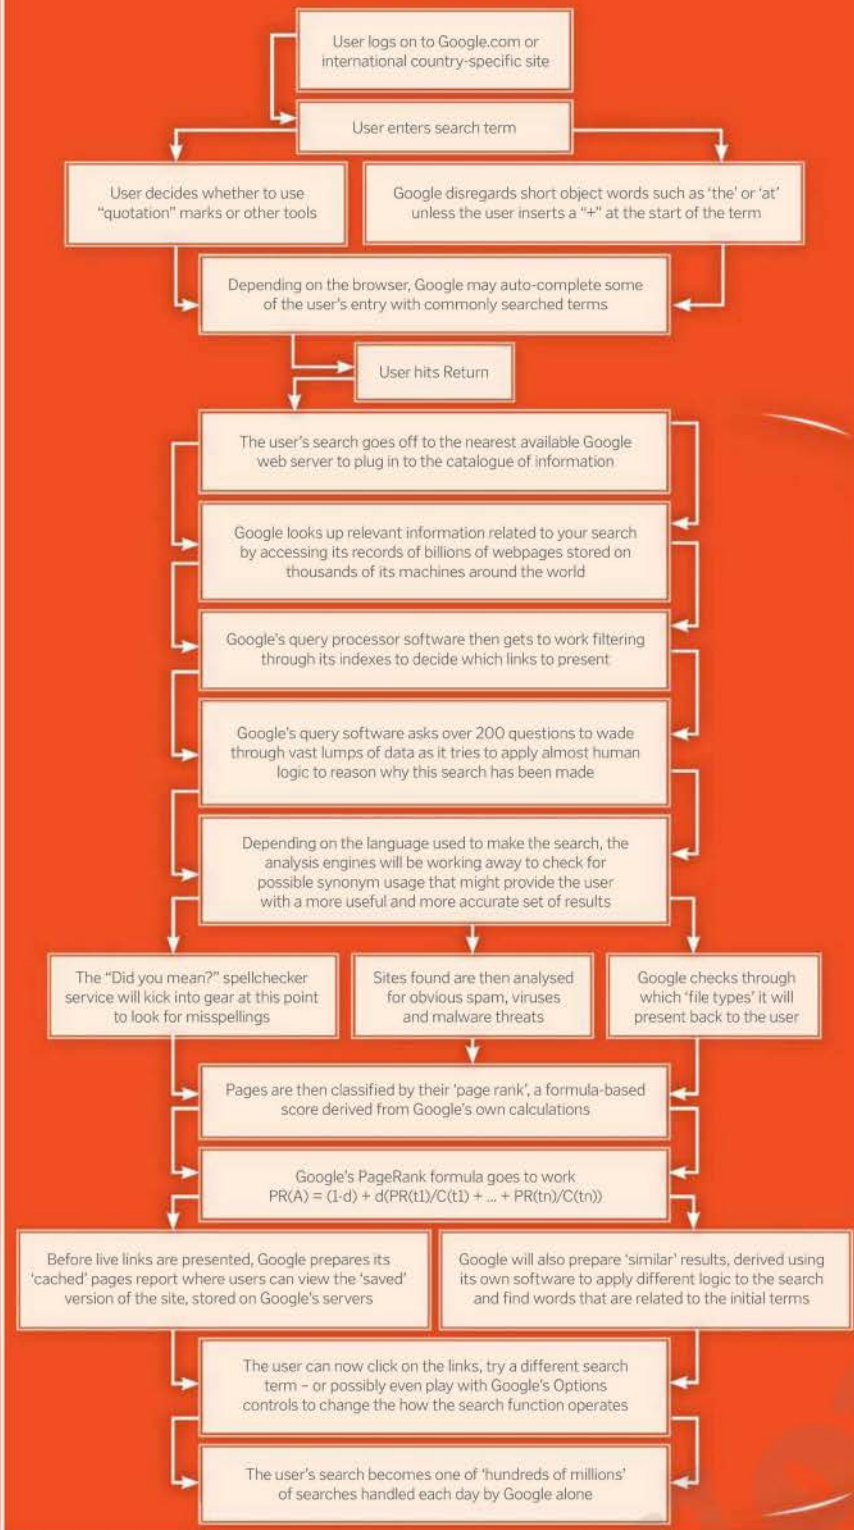 User logs on to Google.com or
international country-specific site
User enters search term
User decides whether to use
"quotation" marks or other tools
Google disregards short object words such as 'the' or 'at'
unless the user inserts a "+" at the start of the term
Depending on the browser, Google may auto-complete some
of the user's entry with commonly searched terms
User hits Return
The user's search goes off to the nearest available Google
web server to plug in to the catalogue of information
Google looks up relevant information related to your search
by accessing its records of billions of webpages stored on
thousands of its machines around the world
Google's query processor software then gets to work filtering
through its indexes to decide which links to present
Google's query software asks over 200 questions to wade
through vast lumps of data as it tries to apply almost human
logic to reason why this search has been made
Depending on the language used to make the search, the
analysis engines will be working away to check for
possible synonym usage that might provide the user
with a more useful and more accurate set of results
The "Did you mean?" spellchecker
service will kick into gear at this point
to look for misspellings
Sites found are then analysed
for obvious spam, viruses
and malware threats
Google checks through
which 'file types' it will
present back to the user
Pages are then classified by their 'page rank', a formula-based
score derived from Google's own calculations
Google's PageRank formula goes to work
PR(A) = (1-d) + d(PR(t1)/C(t1) + ... + PR(tn)/C(tn))
Before live links are presented, Google prepares its
'cached' pages report where users can view the 'saved'
version of the site, stored on Google's servers
Google will also prepare 'similar' results, derived using
its own software to apply different logic to the search
and find words that are related to the initial terms
The user can now click on the links, try a different search
term – or possibly even play with Google's Options
controls to change the how the search function operates
The user's search becomes one of 'hundreds of millions'
of searches handled each day by Google alone